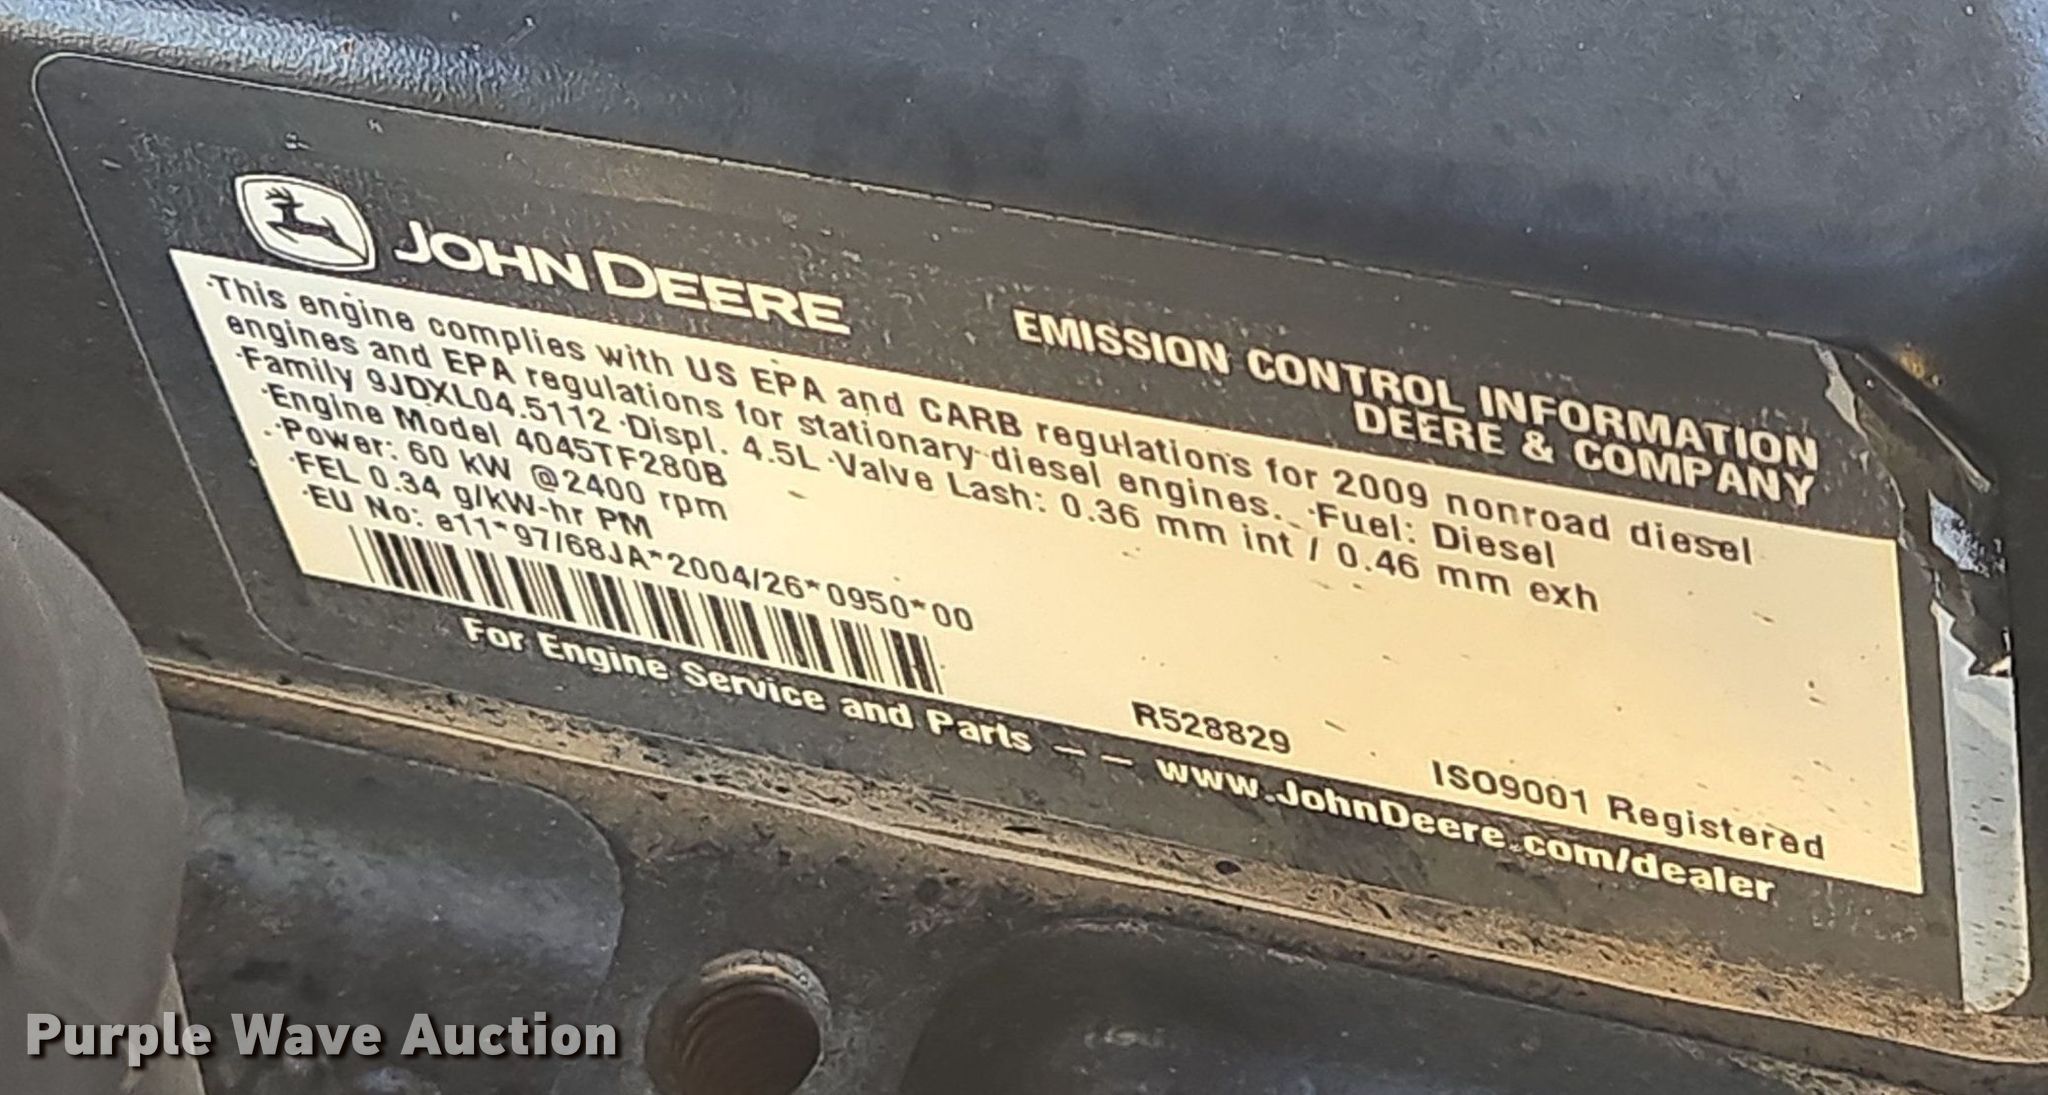 JOHN DEERE
EMISSION CONTROL INFORMATION
DEERE & COMPANY
·This engine complies with US EPA and CARB regulations for 2009 nonroad diesel
engines and EPA regulations for stationary diesel engines. ·Fuel: Diesel
·Family 9JDXL04.5112 ·Displ. 4.5L ·Valve Lash: 0.36 mm int / 0.46 mm exh
·Engine Model 4045TF280B
·Power: 60 kW @2400 rpm
·FEL 0.34 g/kW-hr PM
·EU No: e11*97/68JA*2004/26*0950*00
R528829
ISO9001 Registered
For Engine Service and Parts – – www.JohnDeere.com/dealer
Purple Wave Auction